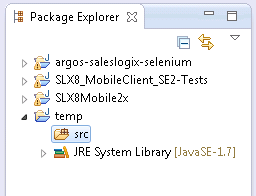 Package Explorer
argos-saleslogix-selenium
SLX8_MobileClient_SE2-Tests
SLX8Mobile2x
temp
src
JRE System Library [JavaSE-1.7]